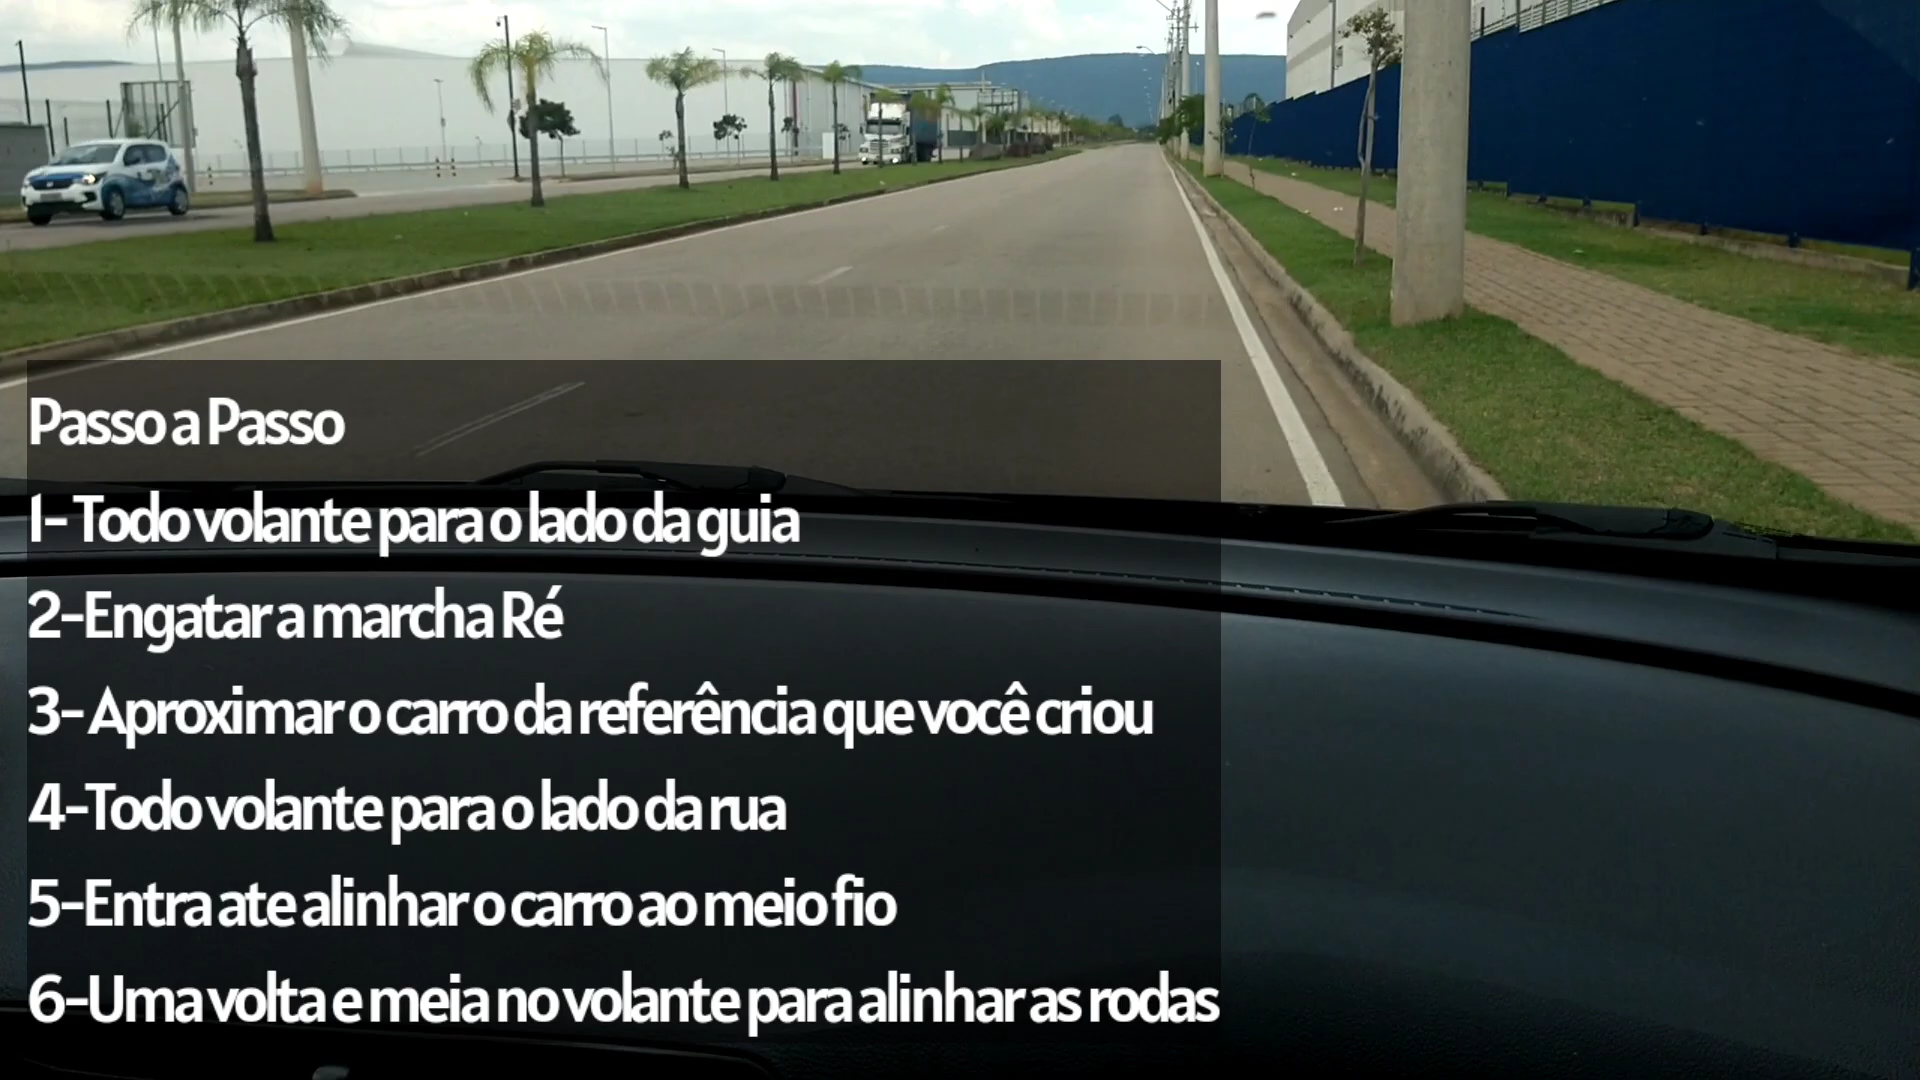 Passo a Passo
1- Todo volante para o lado da guia
2-Engatar a marcha Ré
3- Aproximar o carro da referência que você criou
4-Todo volante para o lado da rua
5-Entra ate alinhar o carro ao meio fio
6-Uma volta e meia no volante para alinhar as rodas